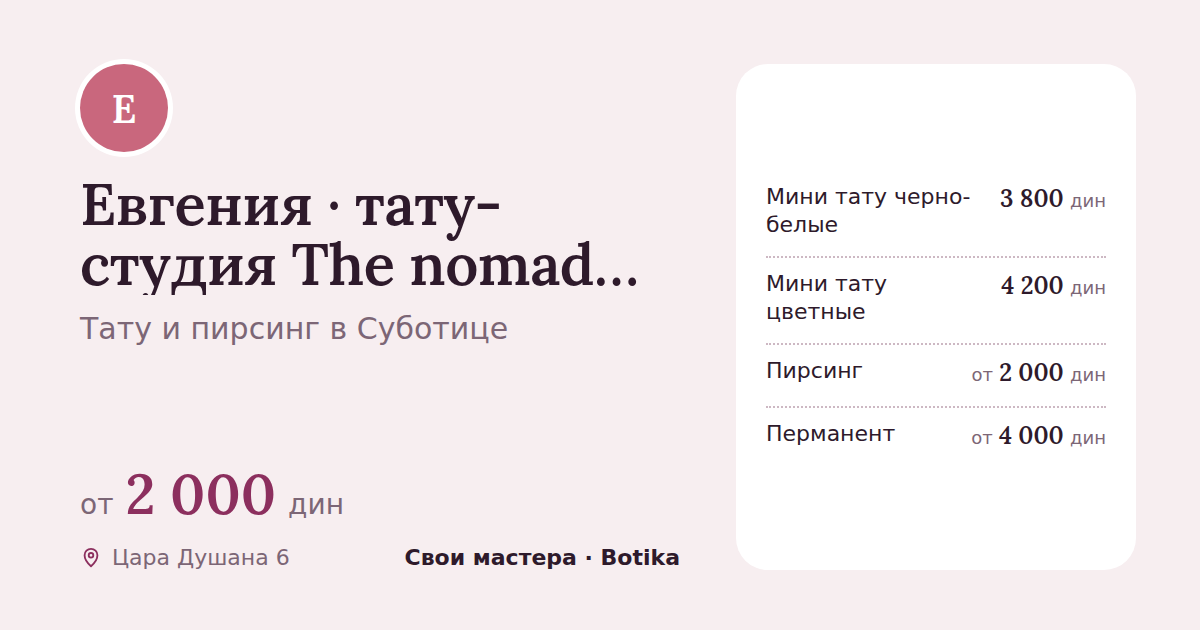 Е
Евгения · тату-
студия The nomad...
Тату и пирсинг в Суботице
от 2 000 дин
Цара Душана 6
Свои мастера · Botika
Мини тату черно-
белые
3 800 дин
Мини тату
цветные
4 200 дин
Пирсинг
от 2 000 дин
Перманент
от 4 000 дин